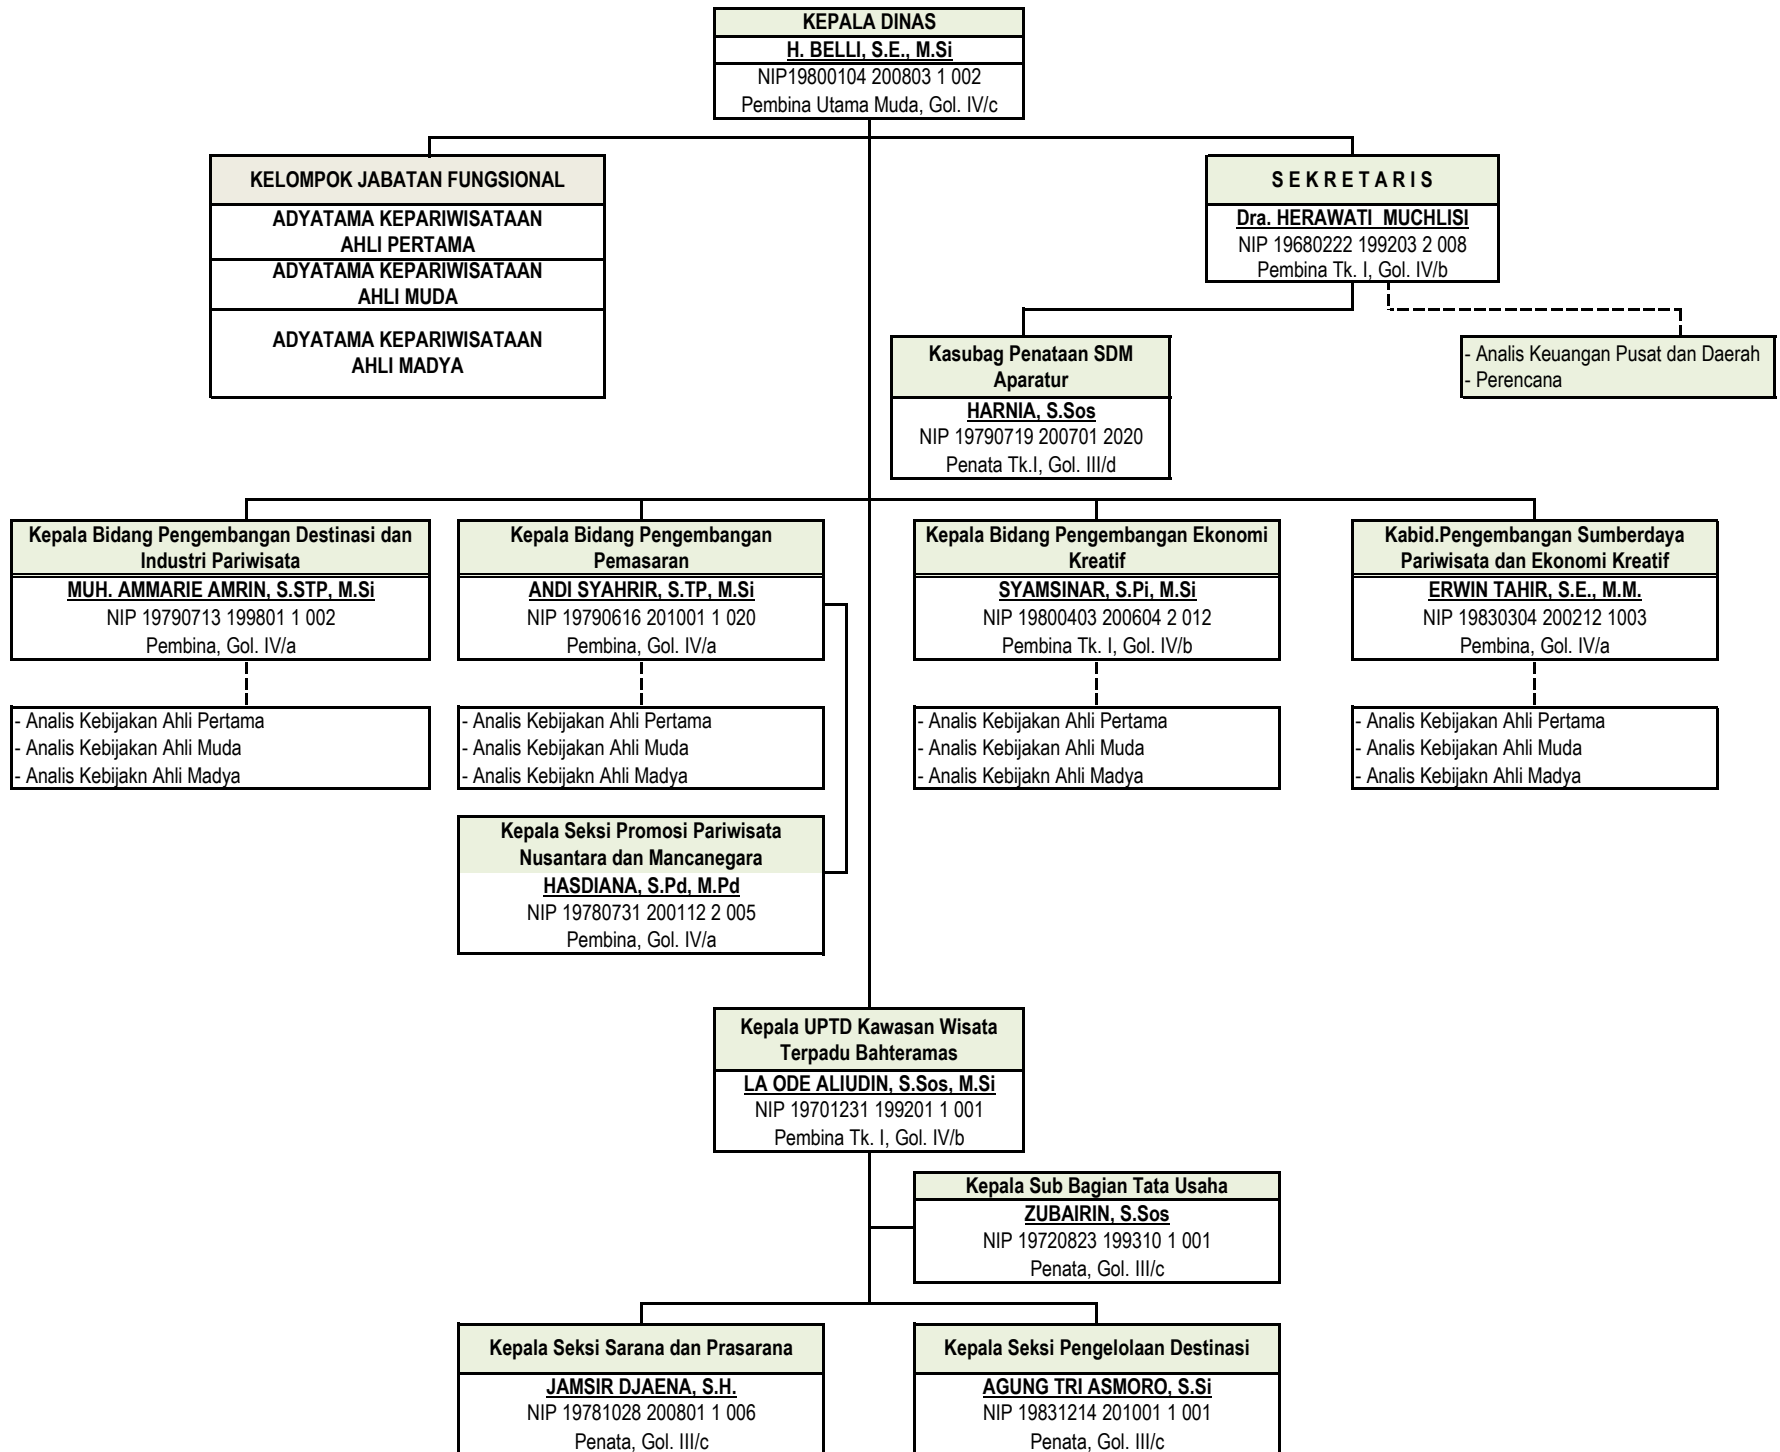 KEPALA DINAS
H. BELLI, S.E., M.Si
NIP19800104 200803 1 002
Pembina Utama Muda, Gol. IV/c
KELOMPOK JABATAN FUNGSIONAL
ADYATAMA KEPARIWISATAAN
AHLI PERTAMA
ADYATAMA KEPARIWISATAAN
AHLI MUDA
ADYATAMA KEPARIWISATAAN
AHLI MADYA
S E K R E T A R I S
Dra. HERAWATI MUCHLISI
NIP 19680222 199203 2 008
Pembina Tk. I, Gol. IV/b
Kasubag Penataan SDM
Aparatur
HARNIA, S.Sos
NIP 19790719 200701 2020
Penata Tk.I, Gol. III/d
- Analis Keuangan Pusat dan Daerah
- Perencana
Kepala Bidang Pengembangan Destinasi dan
Industri Pariwisata
MUH. AMMARIE AMRIN, S.STP, M.Si
NIP 19790713 199801 1 002
Pembina, Gol. IV/a
- Analis Kebijakan Ahli Pertama
- Analis Kebijakan Ahli Muda
- Analis Kebijakn Ahli Madya
Kepala Bidang Pengembangan
Pemasaran
ANDI SYAHRIR, S.TP, M.Si
NIP 19790616 201001 1 020
Pembina, Gol. IV/a
- Analis Kebijakan Ahli Pertama
- Analis Kebijakan Ahli Muda
- Analis Kebijakn Ahli Madya
Kepala Bidang Pengembangan Ekonomi
Kreatif
SYAMSINAR, S.Pi, M.Si
NIP 19800403 200604 2 012
Pembina Tk. I, Gol. IV/b
- Analis Kebijakan Ahli Pertama
- Analis Kebijakan Ahli Muda
- Analis Kebijakn Ahli Madya
Kabid.Pengembangan Sumberdaya
Pariwisata dan Ekonomi Kreatif
ERWIN TAHIR, S.E., M.M.
NIP 19830304 200212 1003
Pembina, Gol. IV/a
- Analis Kebijakan Ahli Pertama
- Analis Kebijakan Ahli Muda
- Analis Kebijakn Ahli Madya
Kepala Seksi Promosi Pariwisata
Nusantara dan Mancanegara
HASDIANA, S.Pd, M.Pd
NIP 19780731 200112 2 005
Pembina, Gol. IV/a
Kepala UPTD Kawasan Wisata
Terpadu Bahteramas
LA ODE ALIUDIN, S.Sos, M.Si
NIP 19701231 199201 1 001
Pembina Tk. I, Gol. IV/b
Kepala Sub Bagian Tata Usaha
ZUBAIRIN, S.Sos
NIP 19720823 199310 1 001
Penata, Gol. III/c
Kepala Seksi Sarana dan Prasarana
JAMSIR DJAENA, S.H.
NIP 19781028 200801 1 006
Penata, Gol. III/c
Kepala Seksi Pengelolaan Destinasi
AGUNG TRI ASMORO, S.Si
NIP 19831214 201001 1 001
Penata, Gol. III/c